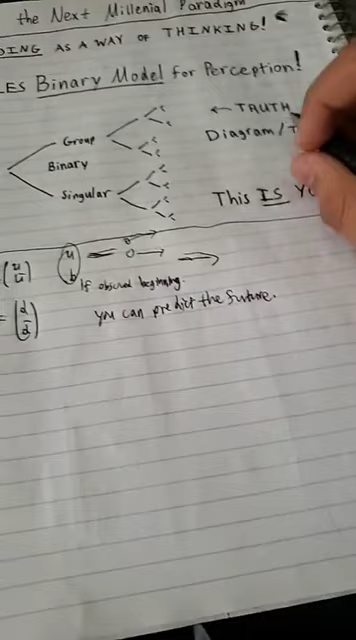 the Next Millenial Paradigm
DING AS A WAY OF THINKING!
ES Binary Model for Perception!
Group
← TRUTH
Diagram/T
Binary
Singular
This IS Y
u
b
If observed beginning.
you can predict the future.